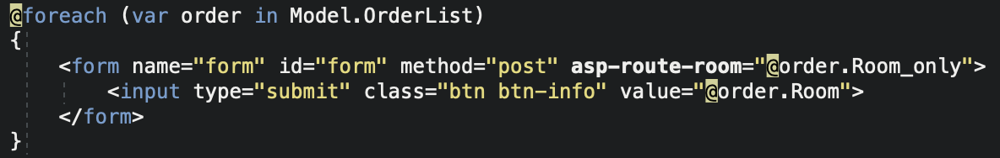 @foreach (var order in Model.OrderList)
{
<form name="form" id="form" method="post" asp-route-room="@order.Room_only">
<input type="submit" class="btn btn-info" value="@order.Room">
</form>
}